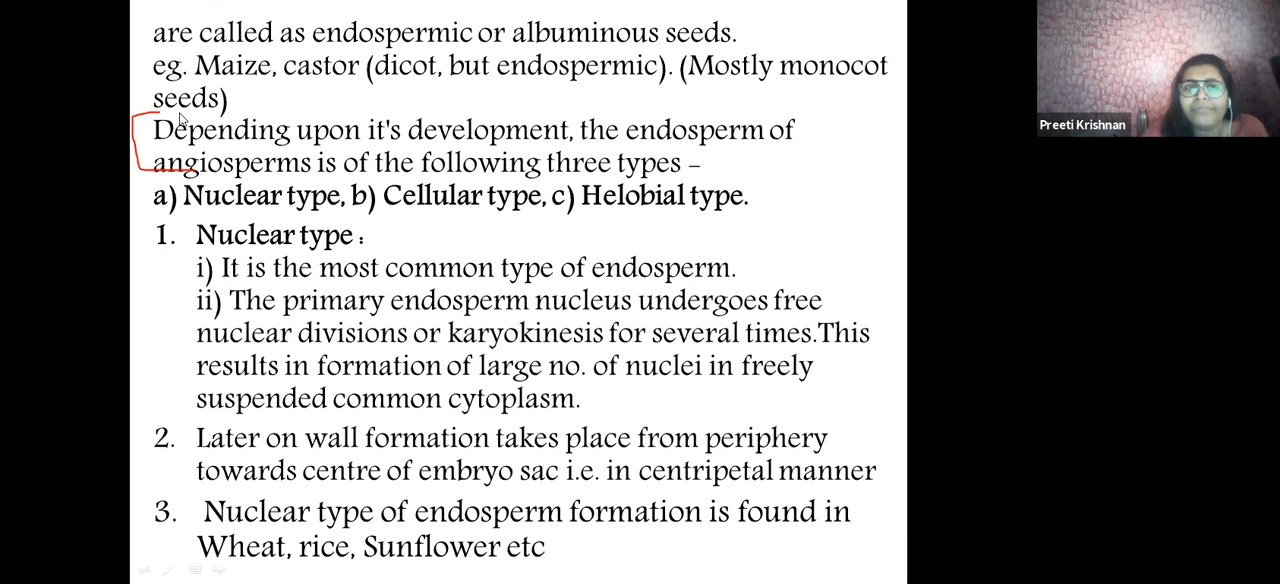 are called as endospermic or albuminous seeds.
eg. Maize, castor (dicot, but endospermic). (Mostly monocot
seeds)
Depending upon it's development, the endosperm of
angiosperms is of the following three types –
a) Nuclear type, b) Cellular type, c) Helobial type.
1. Nuclear type :
i) It is the most common type of endosperm.
ii) The primary endosperm nucleus undergoes free
nuclear divisions or karyokinesis for several times.This
results in formation of large no. of nuclei in freely
suspended common cytoplasm.
2. Later on wall formation takes place from periphery
towards centre of embryo sac i.e. in centripetal manner
3. Nuclear type of endosperm formation is found in
Wheat, rice, Sunflower etc
Preeti Krishnan